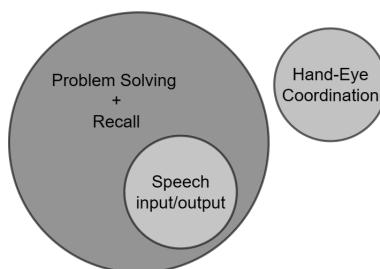 Problem Solving
+
Recall
Hand-Eye
Coordination
Speech
input/output